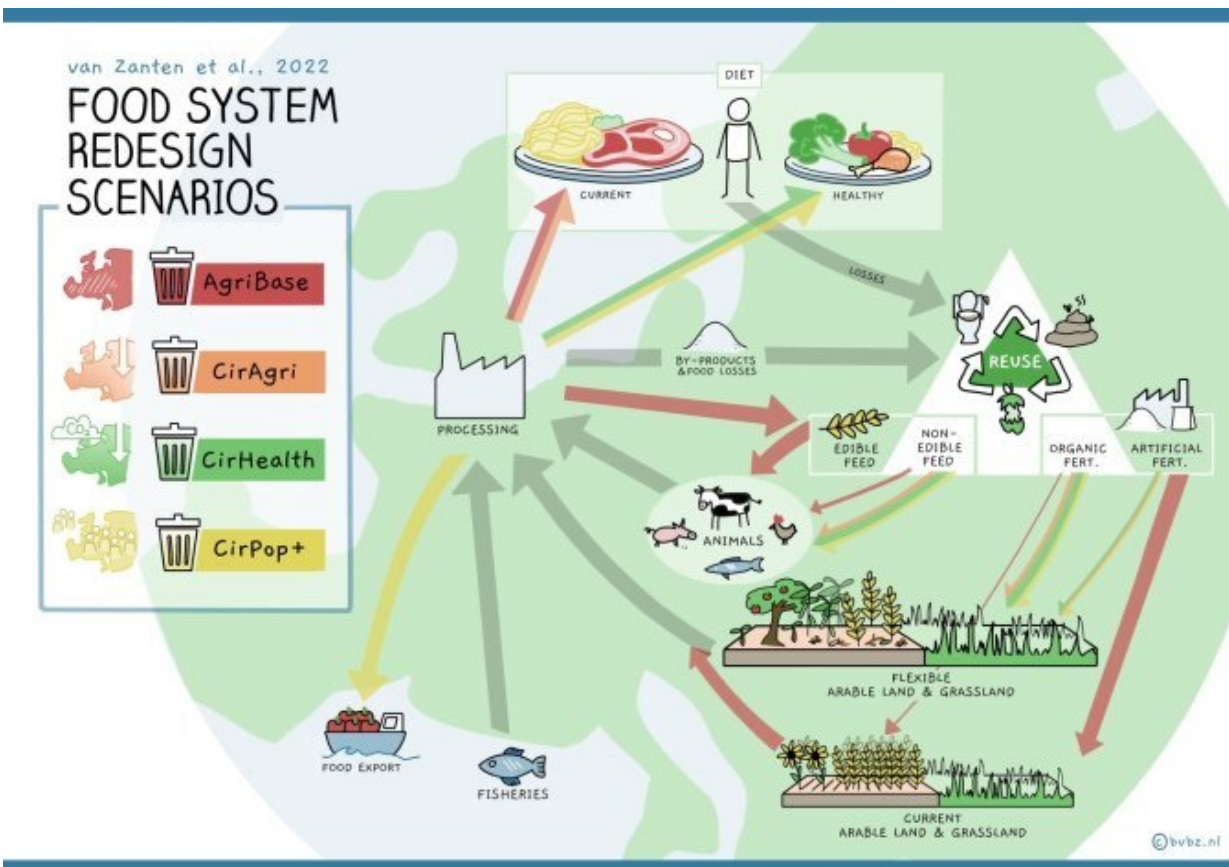 van Zanten et al., 2022
FOOD SYSTEM
REDESIGN
SCENARIOS
AgriBase
CirAgri
CO₂
CirHealth
CirPop+
DIET
CURRENT
HEALTHY
LOSSES
PROCESSING
BY-PRODUCTS
& FOOD LOSSES
REUSE
EDIBLE
FEED
NON-
EDIBLE
FEED
ORGANIC
FERT.
ARTIFICIAL
FERT.
ANIMALS
FLEXIBLE
ARABLE LAND & GRASSLAND
FOOD EXPORT
FISHERIES
CURRENT
ARABLE LAND & GRASSLAND
©bvbz.nl